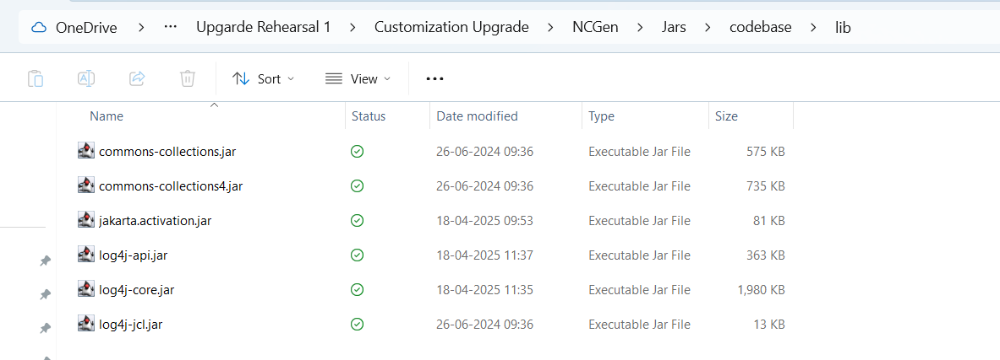 OneDrive > ... Upgarde Rehearsal 1 > Customization Upgrade > NCGen > Jars > codebase > lib
Sort View ...
Name Status Date modified Type Size
commons-collections.jar 26-06-2024 09:36 Executable Jar File 575 KB
commons-collections4.jar 26-06-2024 09:36 Executable Jar File 735 KB
jakarta.activation.jar 18-04-2025 09:53 Executable Jar File 81 KB
log4j-api.jar 18-04-2025 11:37 Executable Jar File 363 KB
log4j-core.jar 18-04-2025 11:35 Executable Jar File 1,980 KB
log4j-jcl.jar 26-06-2024 09:36 Executable Jar File 13 KB